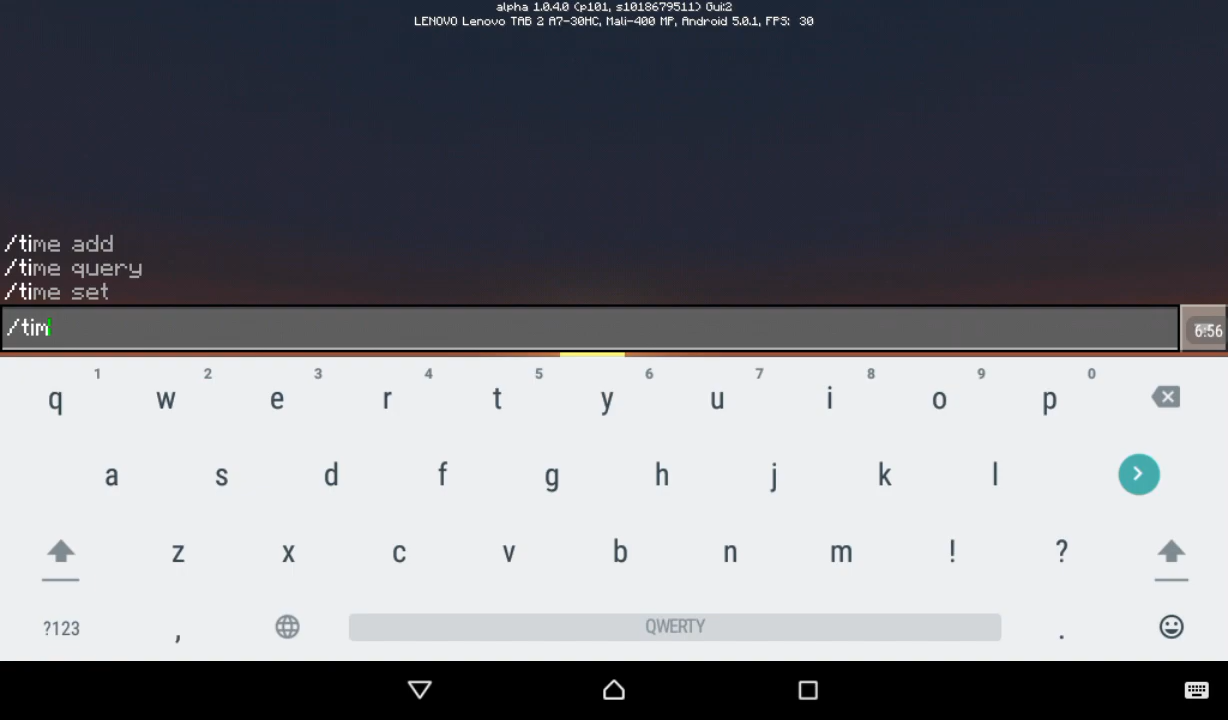 alpha 1.0.4.0 (p101, s1018679511) Gui:2
LENOVO Lenovo TAB 2 A7-30HC, Mali-400 MP, Android 5.0.1, FPS: 30
/time add
/time query
/time set
/tim
6:56
1 2 3 4 5 6 7 8 9 0
q w e r t y u i o p
a s d f g h j k l
z x c v b n m ! ?
?123 , QWERTY .